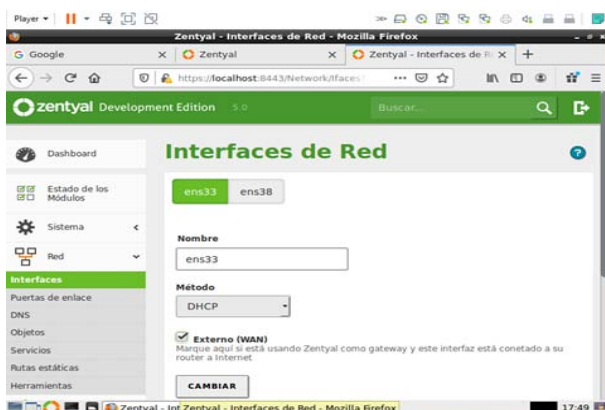 Player
Zentyal - Interfaces de Red - Mozilla Firefox
Google
Zentyal
Zentyal - Interfaces de R
https://localhost:8443/Network/Ifaces
zentyal Development Edition 5.0
Buscar...
Dashboard
Interfaces de Red
Estado de los
Módulos
ens33 ens38
Sistema
Nombre
Red
ens33
Interfaces
Puertas de enlace
Método
DNS
DHCP
Objetos
Externo (WAN)
Servicios
Marque aquí si está usando Zentyal como gateway y este interfaz está conetado a su
router a Internet
Rutas estáticas
Herramientas
CAMBIAR
Zentyal - Int
Zentyal - Interfaces de Red - Mozilla Firefox
17:49